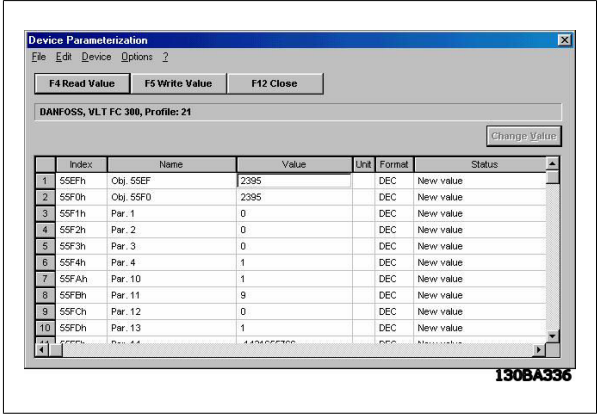 Device Parameterization
File Edit Device Options ?
F4 Read Value F5 Write Value F12 Close
DANFOSS, VLT FC 300, Profile: 21
Change Value
Index Name Value Unit Format Status
1 55EFh Obj. 55EF 2395 DEC New value
2 55F0h Obj. 55F0 2395 DEC New value
3 55F1h Par. 1 0 DEC New value
4 55F2h Par. 2 0 DEC New value
5 55F3h Par. 3 0 DEC New value
6 55F4h Par. 4 1 DEC New value
7 55FAh Par. 10 1 DEC New value
8 55FBh Par. 11 9 DEC New value
9 55FCh Par. 12 0 DEC New value
10 55FDh Par. 13 1 DEC New value
130BA336